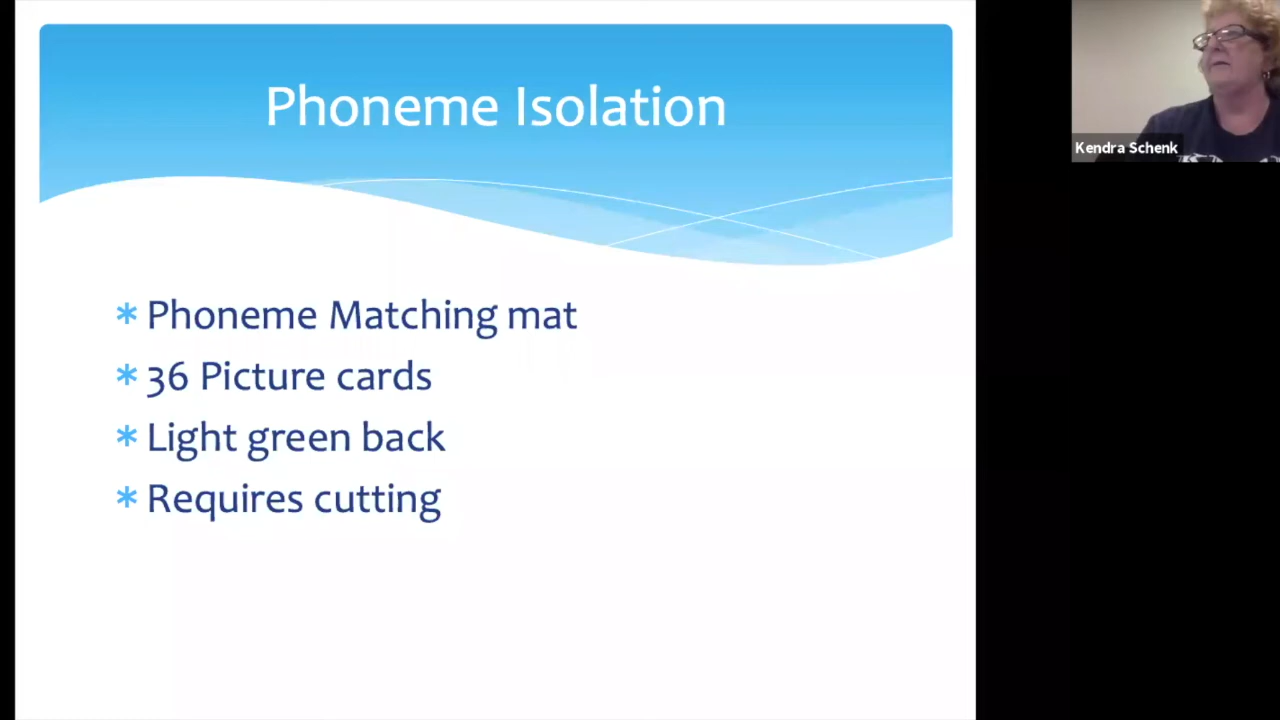 Phoneme Isolation
Kendra Schenk
* Phoneme Matching mat
* 36 Picture cards
* Light green back
* Requires cutting